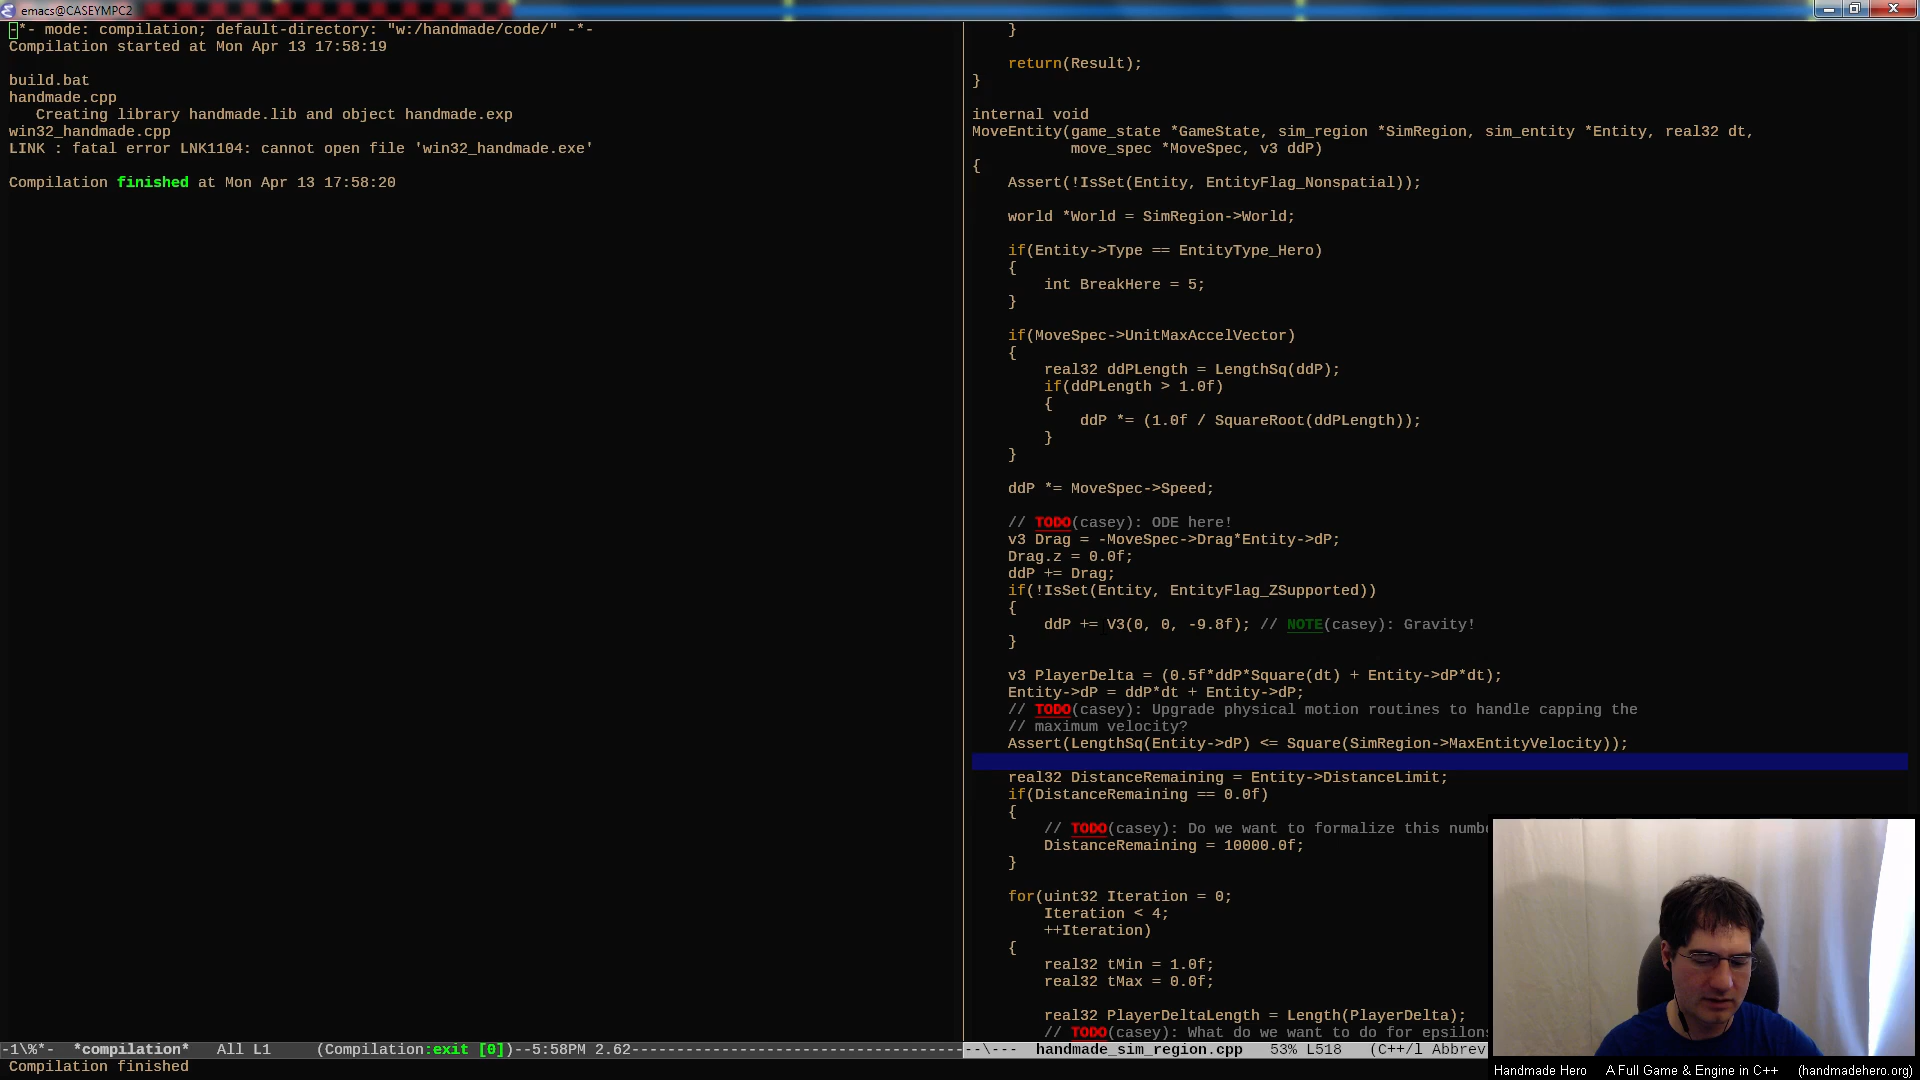 emacs@CASEYMPC2
-*- mode: compilation; default-directory: "w:/handmade/code/" -*-
Compilation started at Mon Apr 13 17:58:19
build.bat
handmade.cpp
   Creating library handmade.lib and object handmade.exp
win32_handmade.cpp
LINK : fatal error LNK1104: cannot open file 'win32_handmade.exe'
Compilation finished at Mon Apr 13 17:58:20
-1\%*-  *compilation*   All L1     (Compilation:exit [0])--5:58PM 2.62
Compilation finished
    }
    return(Result);
}
internal void
MoveEntity(game_state *GameState, sim_region *SimRegion, sim_entity *Entity, real32 dt,
           move_spec *MoveSpec, v3 ddP)
{
    Assert(!IsSet(Entity, EntityFlag_Nonspatial));
    world *World = SimRegion->World;
    if(Entity->Type == EntityType_Hero)
    {
        int BreakHere = 5;
    }
    if(MoveSpec->UnitMaxAccelVector)
    {
        real32 ddPLength = LengthSq(ddP);
        if(ddPLength > 1.0f)
        {
            ddP *= (1.0f / SquareRoot(ddPLength));
        }
    }
    ddP *= MoveSpec->Speed;
    // TODO(casey): ODE here!
    v3 Drag = -MoveSpec->Drag*Entity->dP;
    Drag.z = 0.0f;
    ddP += Drag;
    if(!IsSet(Entity, EntityFlag_ZSupported))
    {
        ddP += V3(0, 0, -9.8f); // NOTE(casey): Gravity!
    }
    v3 PlayerDelta = (0.5f*ddP*Square(dt) + Entity->dP*dt);
    Entity->dP = ddP*dt + Entity->dP;
    // TODO(casey): Upgrade physical motion routines to handle capping the
    // maximum velocity?
    Assert(LengthSq(Entity->dP) <= Square(SimRegion->MaxEntityVelocity));
    real32 DistanceRemaining = Entity->DistanceLimit;
    if(DistanceRemaining == 0.0f)
    {
        // TODO(casey): Do we want to formalize this numb
        DistanceRemaining = 10000.0f;
    }
    for(uint32 Iteration = 0;
        Iteration < 4;
        ++Iteration)
    {
        real32 tMin = 1.0f;
        real32 tMax = 0.0f;
        real32 PlayerDeltaLength = Length(PlayerDelta);
        // TODO(casey): What do we want to do for epsilons
--\---  handmade_sim_region.cpp    53% L518   (C++/l Abbrev
Handmade Hero    A Full Game & Engine in C++    (handmadehero.org)